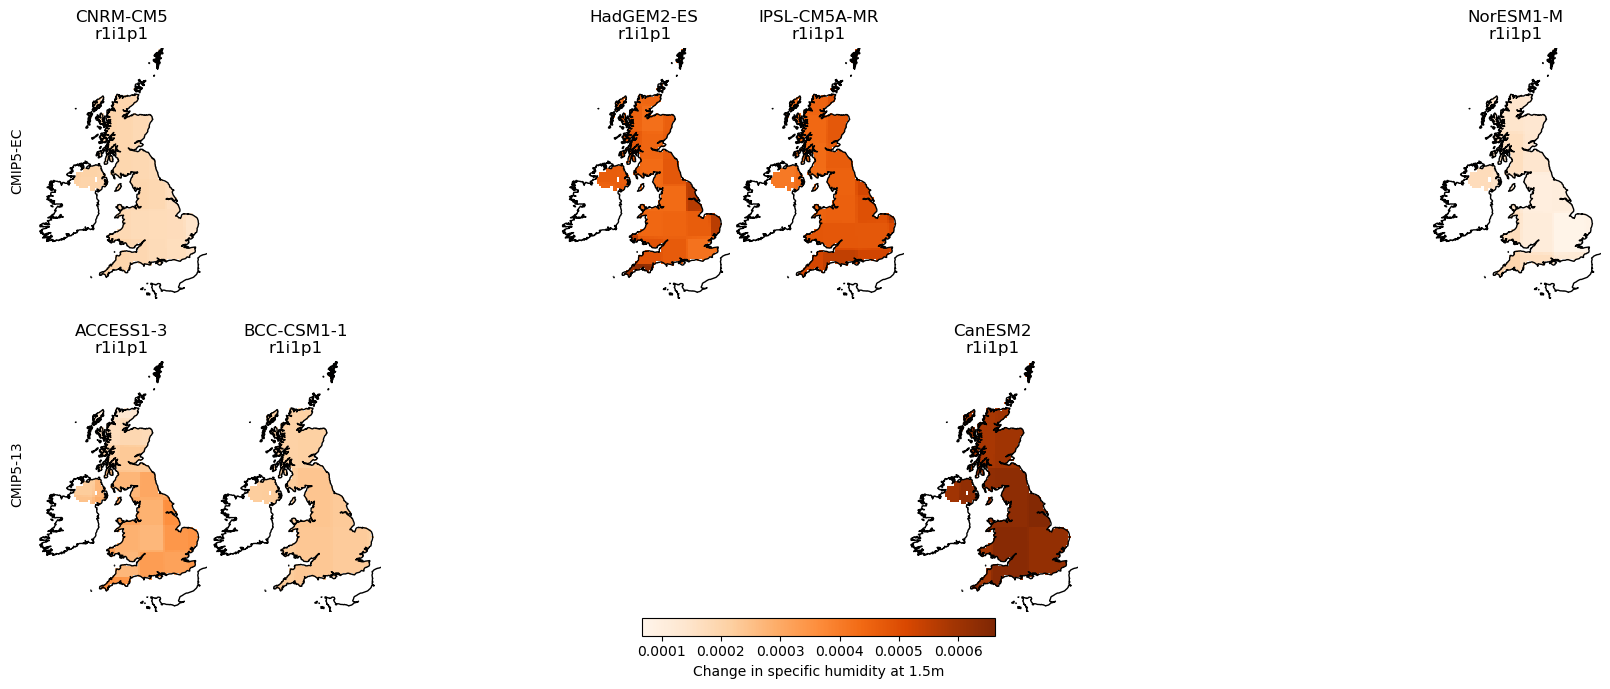 CNRM-CM5
r1i1p1
HadGEM2-ES
r1i1p1
IPSL-CM5A-MR
r1i1p1
NorESM1-M
r1i1p1
CMIP5-EC
ACCESS1-3
r1i1p1
BCC-CSM1-1
r1i1p1
CanESM2
r1i1p1
CMIP5-13
0.0001 0.0002 0.0003 0.0004 0.0005 0.0006
Change in specific humidity at 1.5m